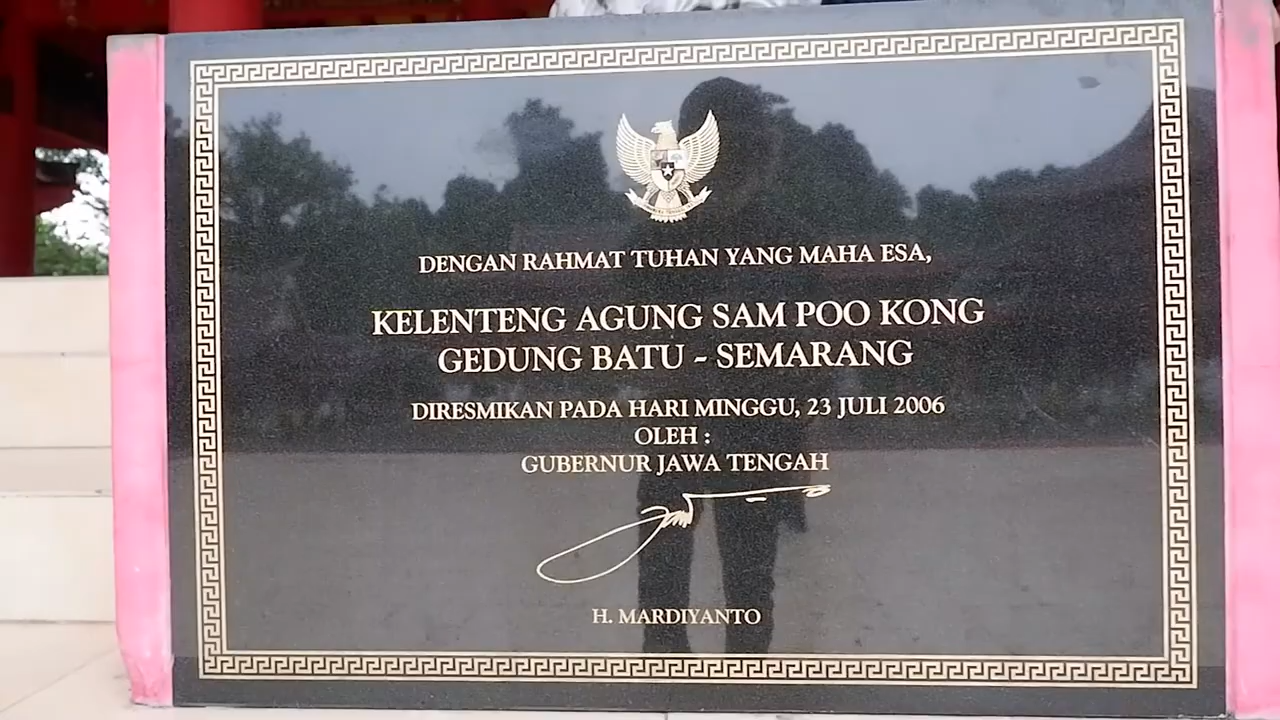 DENGAN RAHMAT TUHAN YANG MAHA ESA,
KELENTENG AGUNG SAM POO KONG
GEDUNG BATU - SEMARANG
DIRESMIKAN PADA HARI MINGGU, 23 JULI 2006
OLEH :
GUBERNUR JAWA TENGAH
H. MARDIYANTO